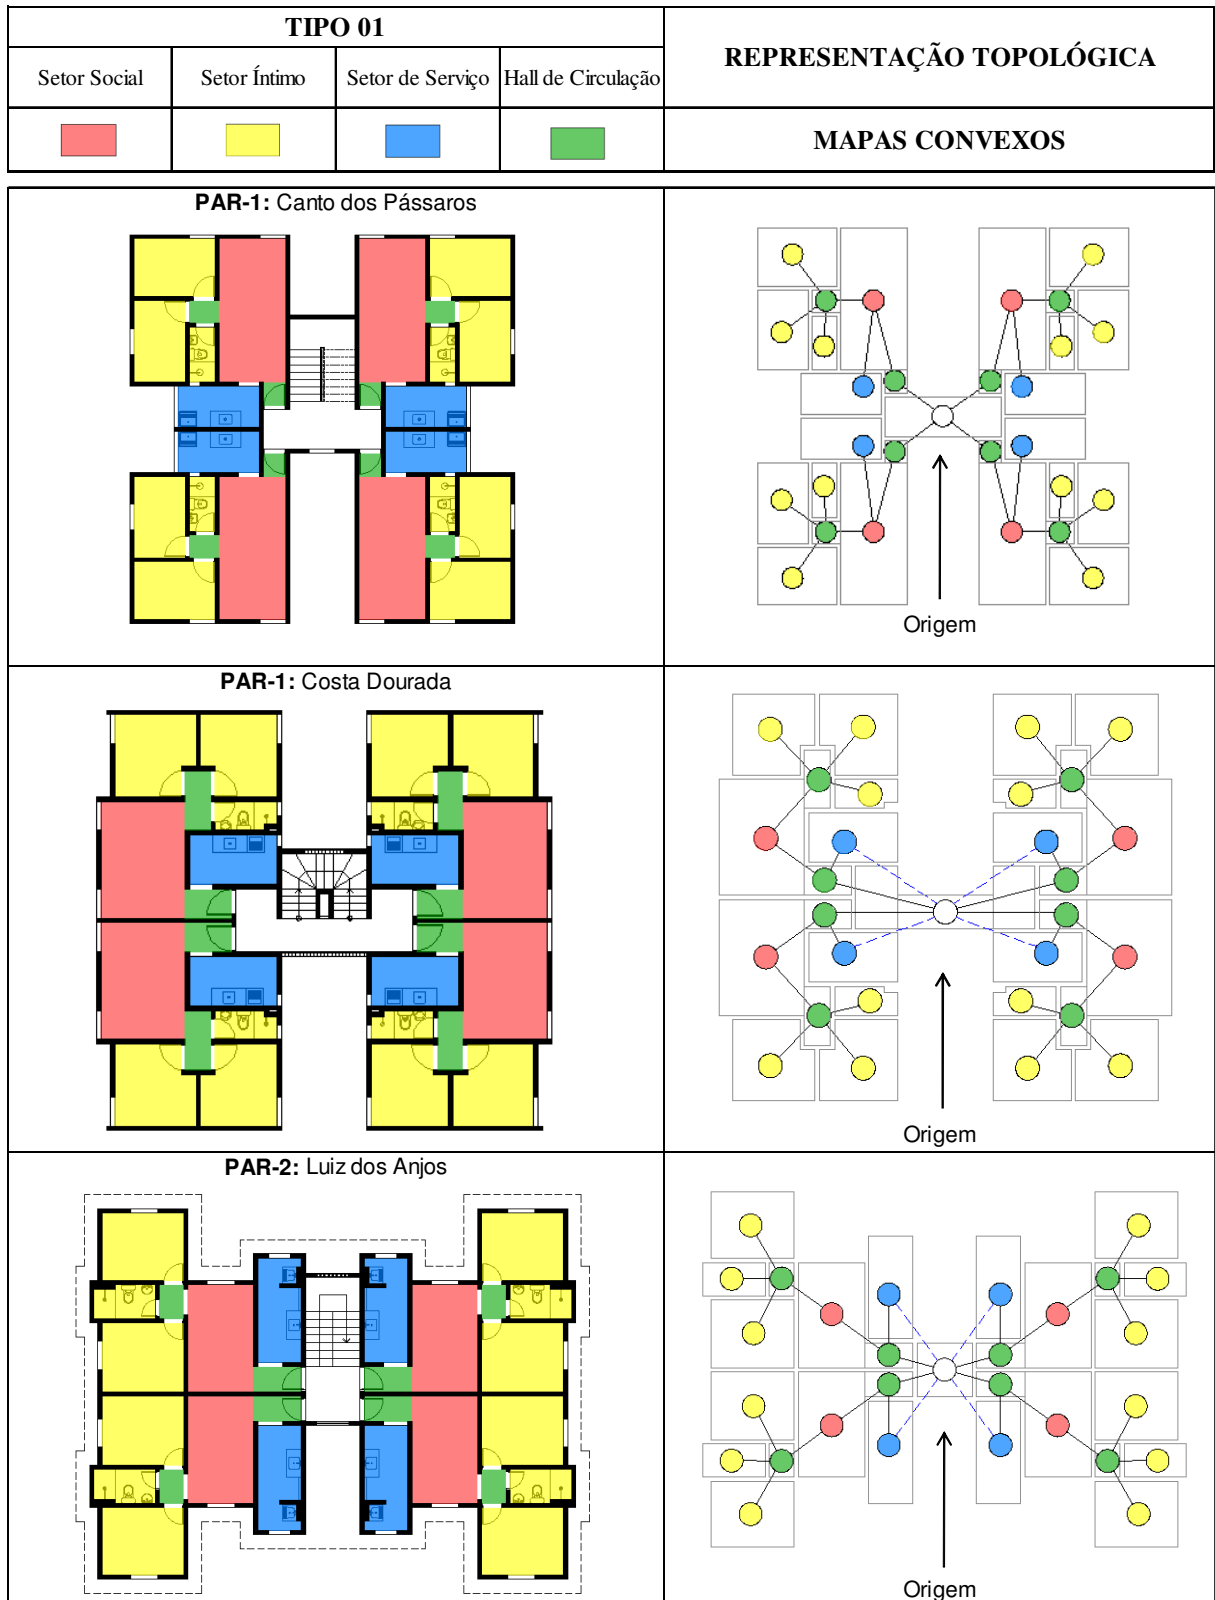 TIPO 01
REPRESENTAÇÃO TOPOLÓGICA
Setor Social
Setor Íntimo
Setor de Serviço
Hall de Circulação
MAPAS CONVEXOS
PAR-1: Canto dos Pássaros
Origem
PAR-1: Costa Dourada
Origem
PAR-2: Luiz dos Anjos
Origem